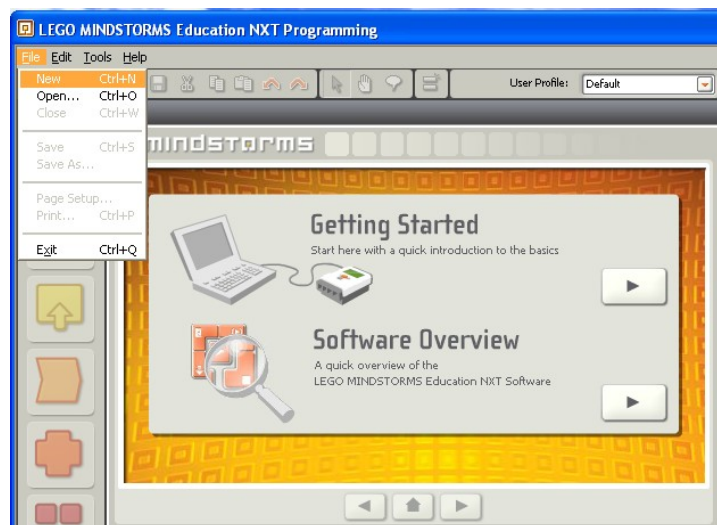 LEGO MINDSTORMS Education NXT Programming
File Edit Tools Help
New Ctrl+N
Open... Ctrl+O
Close Ctrl+W
Save Ctrl+S
Save As...
Page Setup...
Print... Ctrl+P
Exit Ctrl+Q
User Profile: Default
mindstorms
Getting Started
Start here with a quick introduction to the basics
Software Overview
A quick overview of the
LEGO MINDSTORMS Education NXT Software